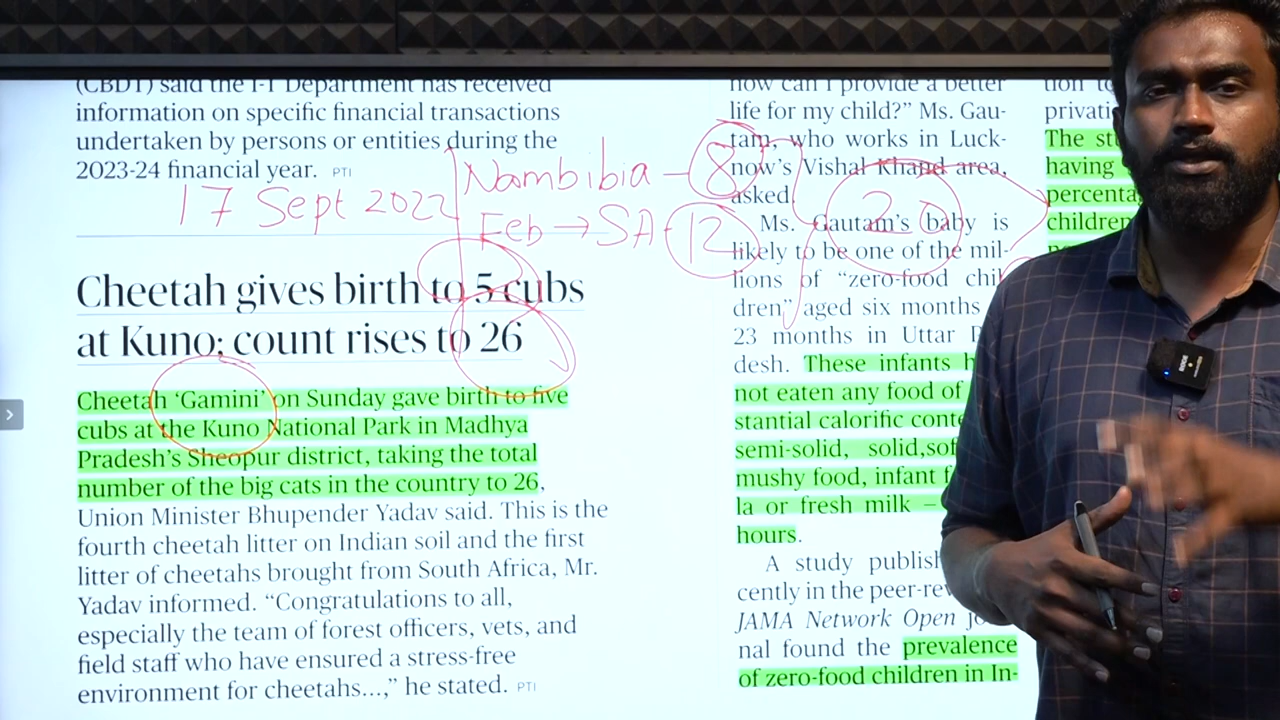 (CBDT) said the I-T Department has received
information on specific financial transactions
undertaken by persons or entities during the
2023-24 financial year. PTI
17 Sept 2022
Nambibia – 8
Feb → SA – 12
20
Cheetah gives birth to 5 cubs
at Kuno; count rises to 26
Cheetah ‘Gamini’ on Sunday gave birth to five
cubs at the Kuno National Park in Madhya
Pradesh’s Sheopur district, taking the total
number of the big cats in the country to 26,
Union Minister Bhupender Yadav said. This is the
fourth cheetah litter on Indian soil and the first
litter of cheetahs brought from South Africa, Mr.
Yadav informed. “Congratulations to all,
especially the team of forest officers, vets, and
field staff who have ensured a stress-free
environment for cheetahs...,” he stated. PTI
how can I provide a better
life for my child?” Ms. Gau-
tam, who works in Luck-
now’s Vishal Khand area,
asked.
Ms. Gautam’s baby is
likely to be one of the mil-
lions of “zero-food chil-
dren” aged six months
23 months in Uttar P
desh. These infants h
not eaten any food of
stantial calorific conte
semi-solid, solid,sof
mushy food, infant f
la or fresh milk –
hours.
A study publish
cently in the peer-rev
JAMA Network Open jo
nal found the prevalence
of zero-food children in In-
tion to
privati
The st
having
percenta
children